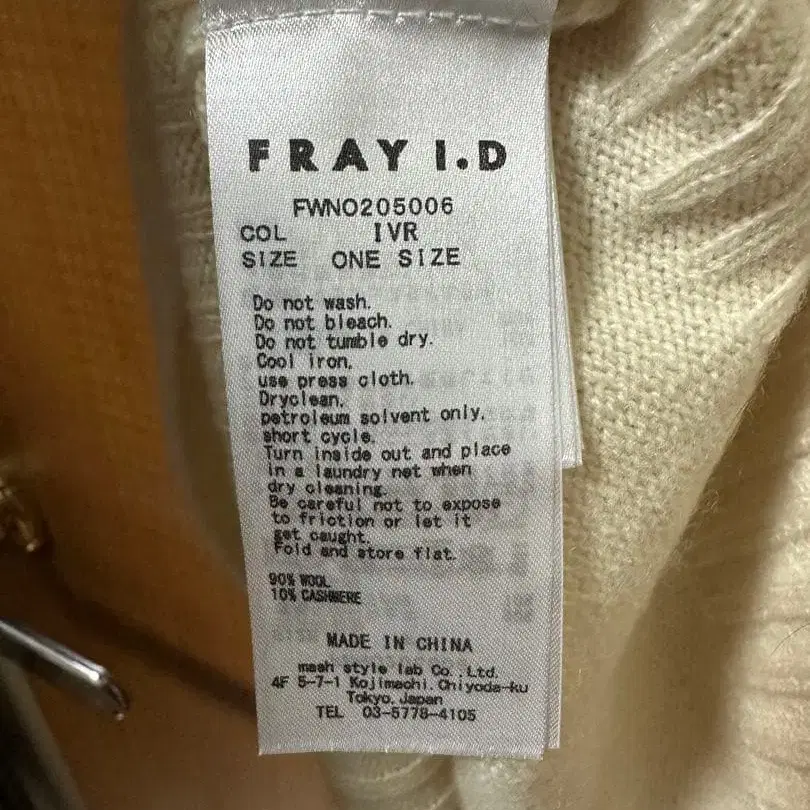 FRAY I.D
FWNO205006
COL IVR
SIZE ONE SIZE
Do not wash.
Do not bleach.
Do not tumble dry.
Cool iron.
use press cloth.
Dryclean.
petroleum solvent only.
short cycle.
Turn inside out and place
in a laundry net when
dry cleaning.
Be careful not to expose
to friction or let it
get caught.
Fold and store flat.
90% WOOL
10% CASHMERE
MADE IN CHINA
mash style lab Co., Ltd.
4F 5-7-1 Kojimachi, Chiyoda-ku
Tokyo, Japan
TEL 03-5778-4105